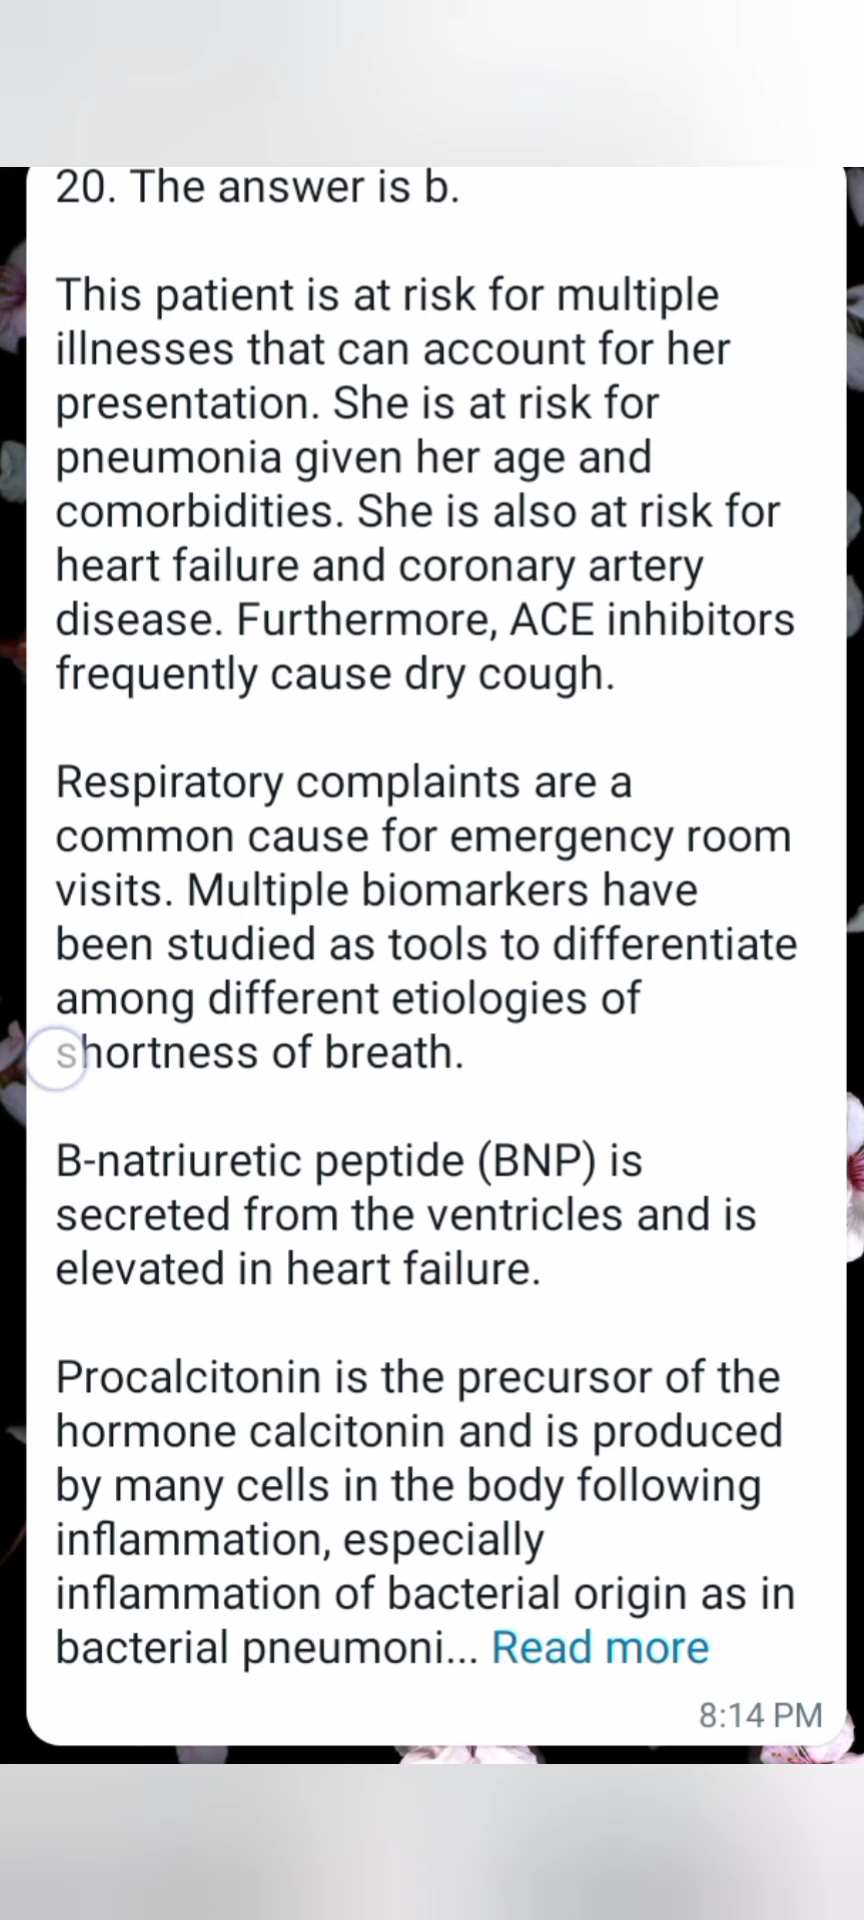 20. The answer is b.
This patient is at risk for multiple
illnesses that can account for her
presentation. She is at risk for
pneumonia given her age and
comorbidities. She is also at risk for
heart failure and coronary artery
disease. Furthermore, ACE inhibitors
frequently cause dry cough.
Respiratory complaints are a
common cause for emergency room
visits. Multiple biomarkers have
been studied as tools to differentiate
among different etiologies of
shortness of breath.
B-natriuretic peptide (BNP) is
secreted from the ventricles and is
elevated in heart failure.
Procalcitonin is the precursor of the
hormone calcitonin and is produced
by many cells in the body following
inflammation, especially
inflammation of bacterial origin as in
bacterial pneumoni... Read more
8:14 PM